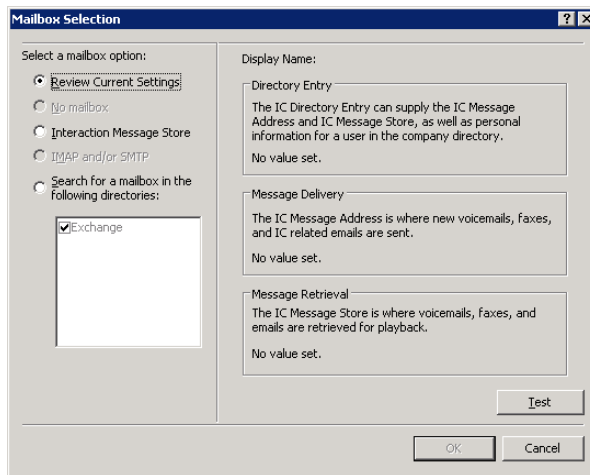 Mailbox Selection
Select a mailbox option:
Review Current Settings
No mailbox
Interaction Message Store
IMAP and/or SMTP
Search for a mailbox in the
following directories:
Exchange
Display Name:
Directory Entry
The IC Directory Entry can supply the IC Message
Address and IC Message Store, as well as personal
information for a user in the company directory.
No value set.
Message Delivery
The IC Message Address is where new voicemails, faxes,
and IC related emails are sent.
No value set.
Message Retrieval
The IC Message Store is where voicemails, faxes, and
emails are retrieved for playback.
No value set.
Test
OK
Cancel